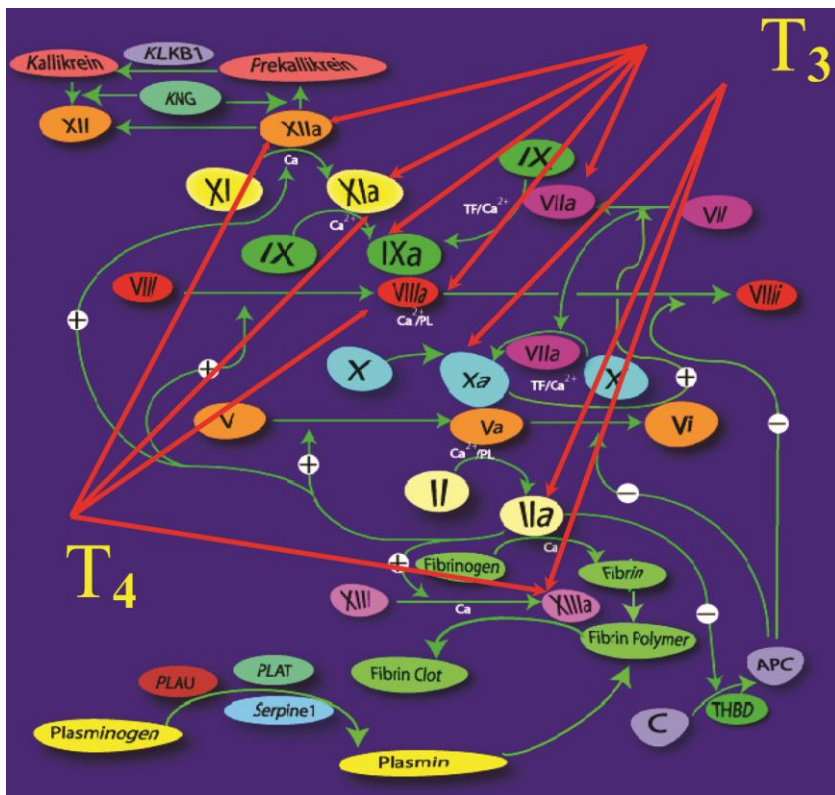 T3
KLKB1
Kallikrein
Prekallikrein
KNG
XII
XIIa
Ca
IX
XI
XIa
VIIa
VII
TF/Ca2+
Ca2+
IX
IXa
VIII
VIIIa
VIIIi
Ca2+/PL
+
+
X
Xa
VIIa
X
TF/Ca2+
+
V
Va
Vi
Ca2+/PL
+
−
II
−
IIa
T4
Ca
+
Fibrinogen
Fibrin
XIII
Ca
XIIIa
−
Fibrin Polymer
Fibrin Clot
APC
PLAT
PLAU
Serpine1
C
THBD
Plasminogen
Plasmin